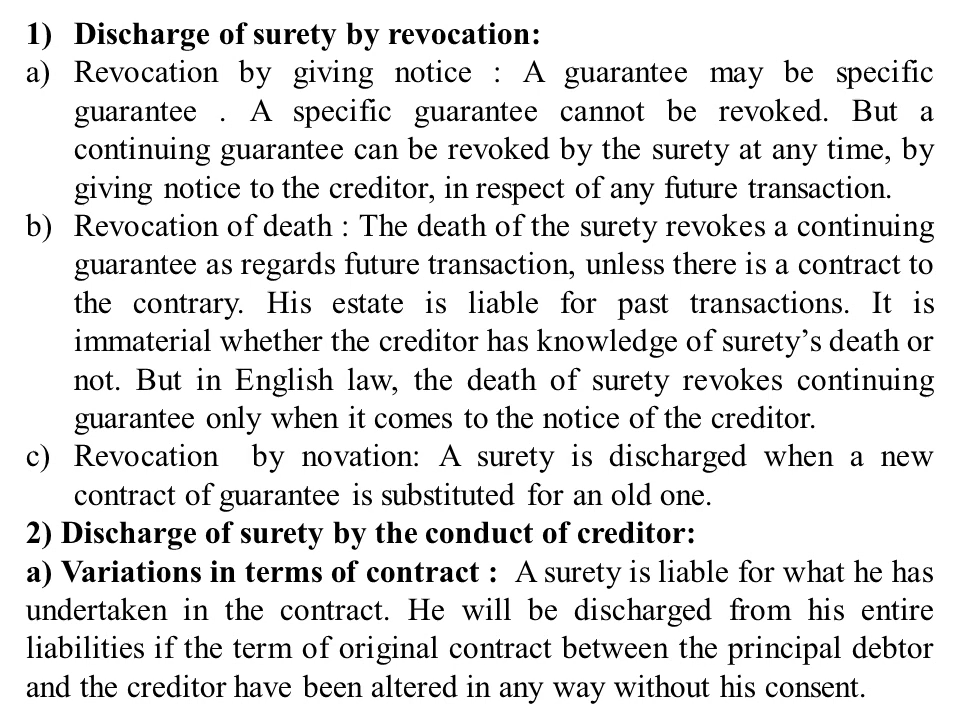 1) Discharge of surety by revocation:
a) Revocation by giving notice : A guarantee may be specific
guarantee . A specific guarantee cannot be revoked. But a
continuing guarantee can be revoked by the surety at any time, by
giving notice to the creditor, in respect of any future transaction.
b) Revocation of death : The death of the surety revokes a continuing
guarantee as regards future transaction, unless there is a contract to
the contrary. His estate is liable for past transactions. It is
immaterial whether the creditor has knowledge of surety’s death or
not. But in English law, the death of surety revokes continuing
guarantee only when it comes to the notice of the creditor.
c) Revocation by novation: A surety is discharged when a new
contract of guarantee is substituted for an old one.
2) Discharge of surety by the conduct of creditor:
a) Variations in terms of contract : A surety is liable for what he has
undertaken in the contract. He will be discharged from his entire
liabilities if the term of original contract between the principal debtor
and the creditor have been altered in any way without his consent.